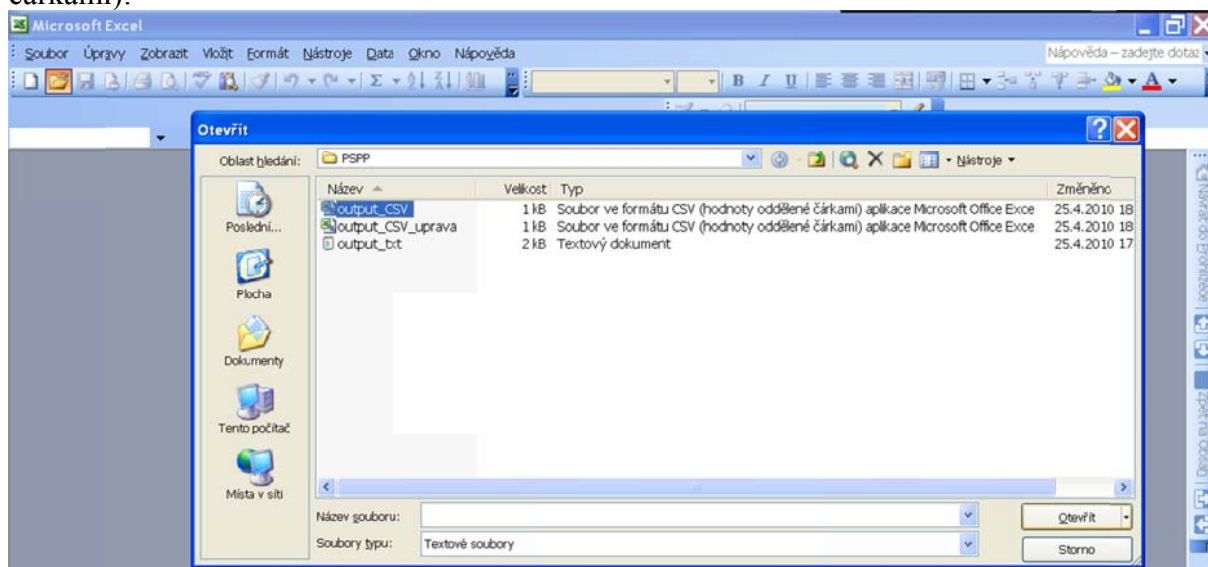 čárkami).
Microsoft Excel
Soubor Úpravy Zobrazit Vložit Formát Nástroje Data Okno Nápověda Nápověda – zadejte dotaz
B I U A
Otevřít
Oblast hledání: PSPP Nástroje
Název Velikost Typ Změněno
output_CSV 1 kB Soubor ve formátu CSV (hodnoty oddělené čárkami) aplikace Microsoft Office Exce 25.4.2010 18
output_CSV_uprava 1 kB Soubor ve formátu CSV (hodnoty oddělené čárkami) aplikace Microsoft Office Exce 25.4.2010 18
output_txt 2 kB Textový dokument 25.4.2010 17
Poslední...
Plocha
Dokumenty
Tento počítač
Místa v síti
Název souboru: Otevřít
Soubory typu: Textové soubory Storno
Zpět na Obsah